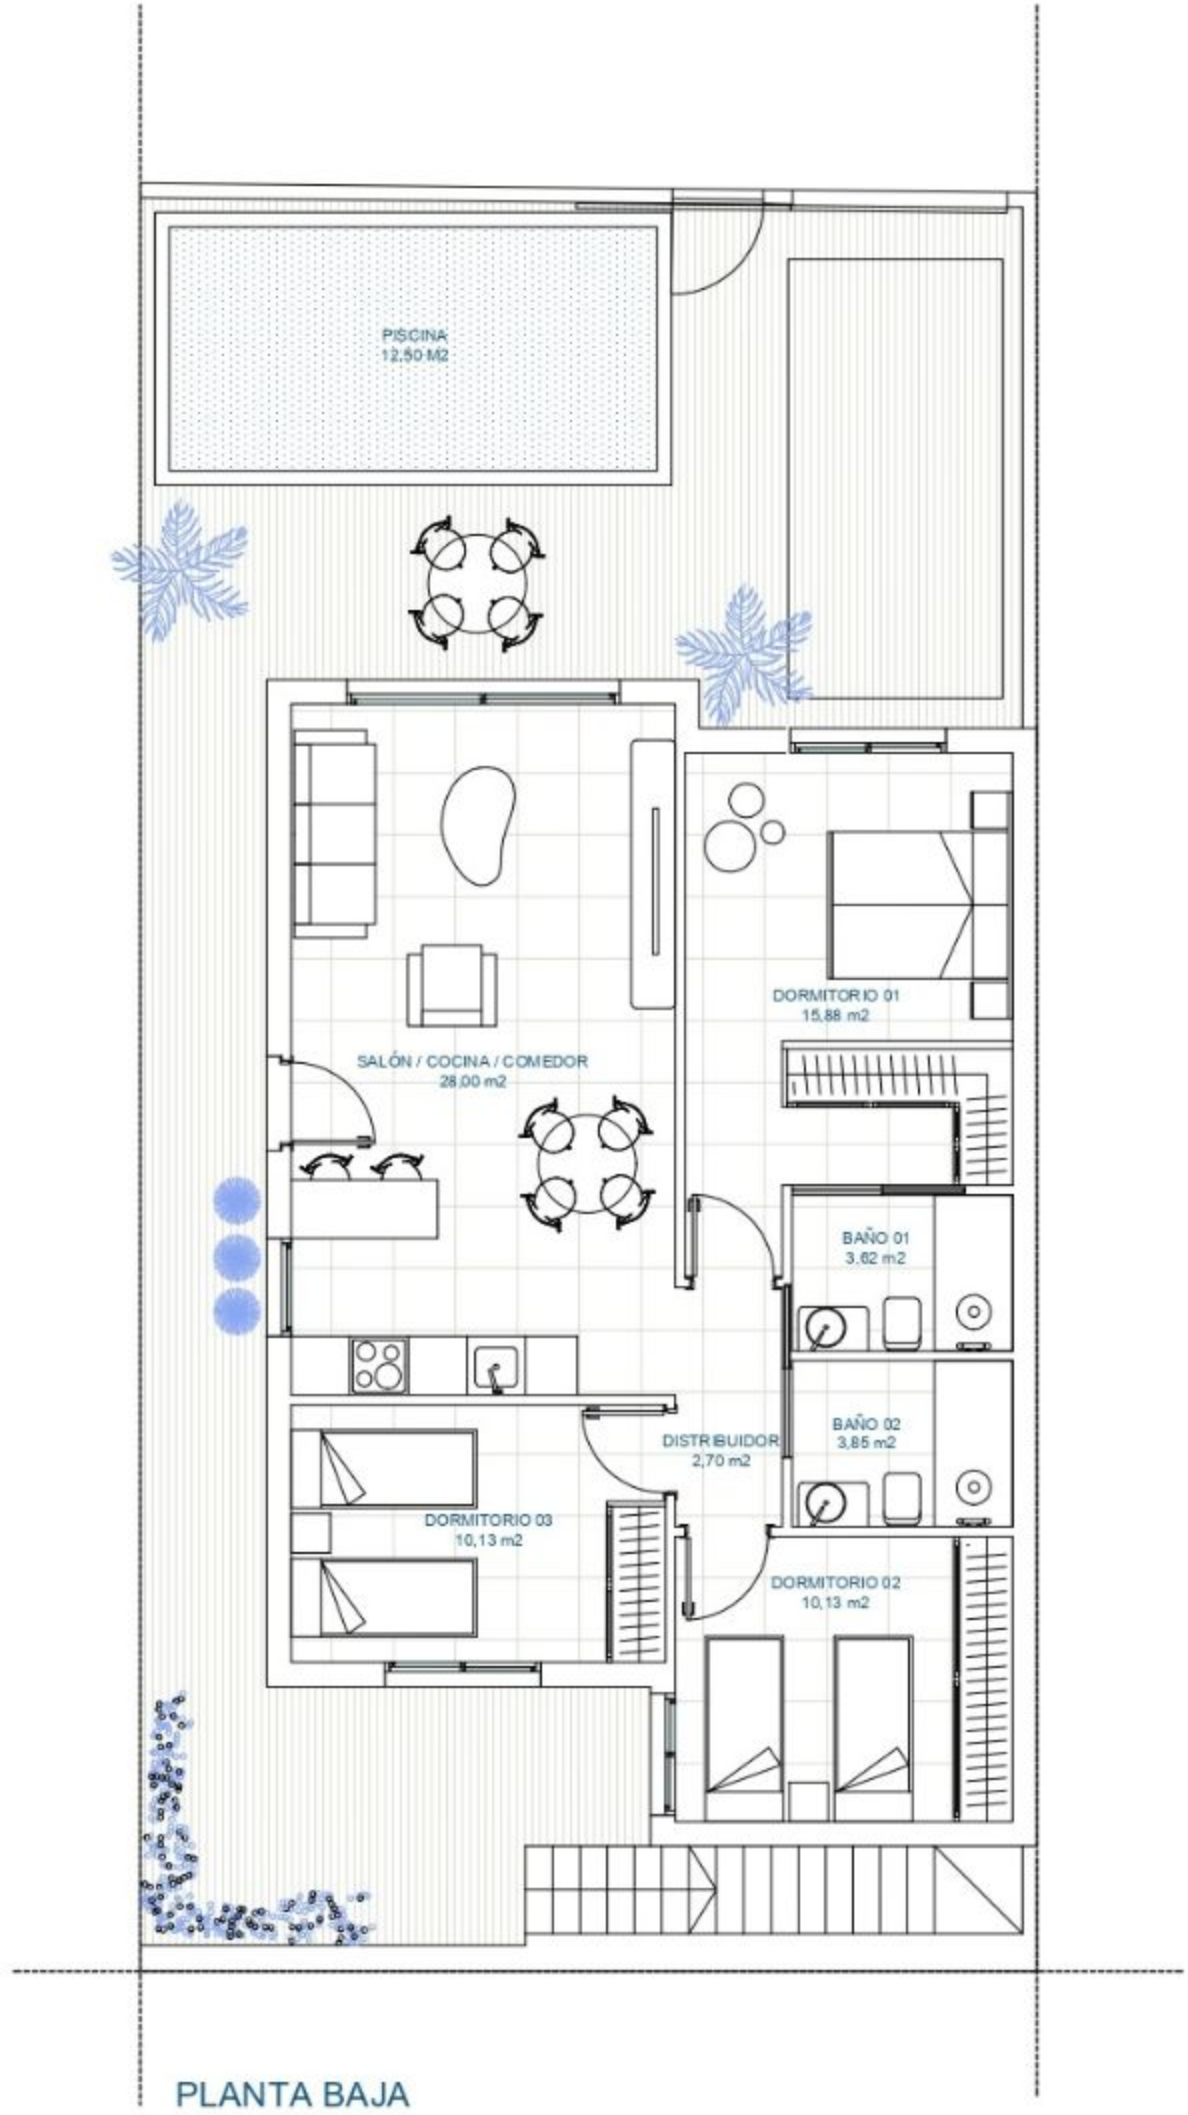 PISCINA
12,50 M2
DORMITORIO 01
15,88 m2
SALÓN / COCINA / COMEDOR
28,00 m2
BAÑO 01
3,62 m2
BAÑO 02
3,85 m2
DISTRIBUIDOR
2,70 m2
DORMITORIO 03
10,13 m2
DORMITORIO 02
10,13 m2
PLANTA BAJA